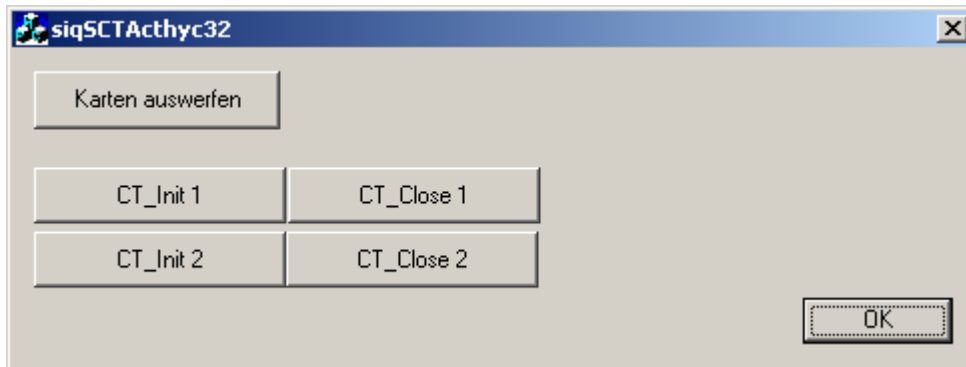 siqSCTActhyc32
Karten auswerfen
CT_Init 1 CT_Close 1
CT_Init 2 CT_Close 2
OK